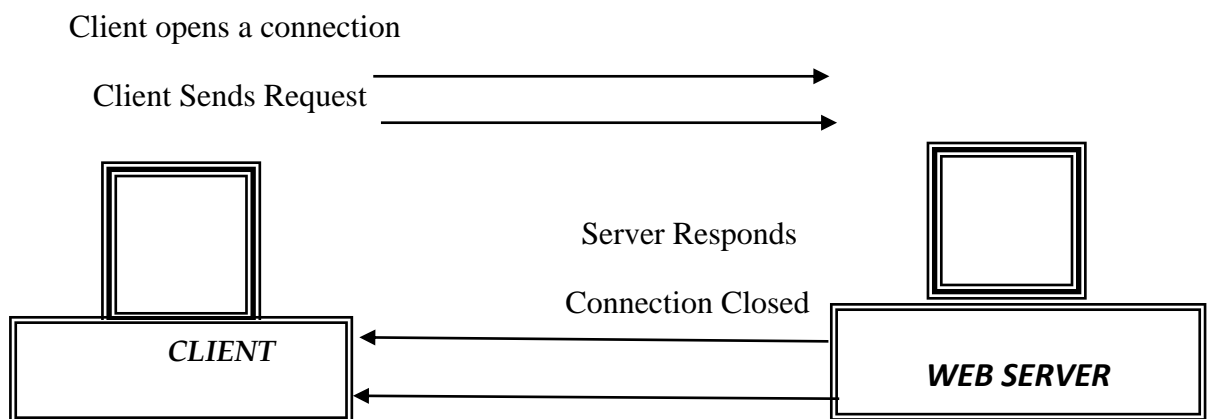 Client opens a connection
Client Sends Request
Server Responds
Connection Closed
CLIENT
WEB SERVER